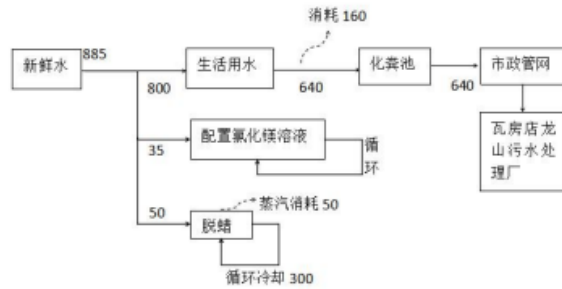 消耗 160
新鲜水
885
生活用水
化粪池
市政管网
800
640
640
配置氯化镁溶液
35
循
环
瓦房店龙
山污水处
理厂
50
蒸汽消耗 50
脱蜡
循环冷却 300